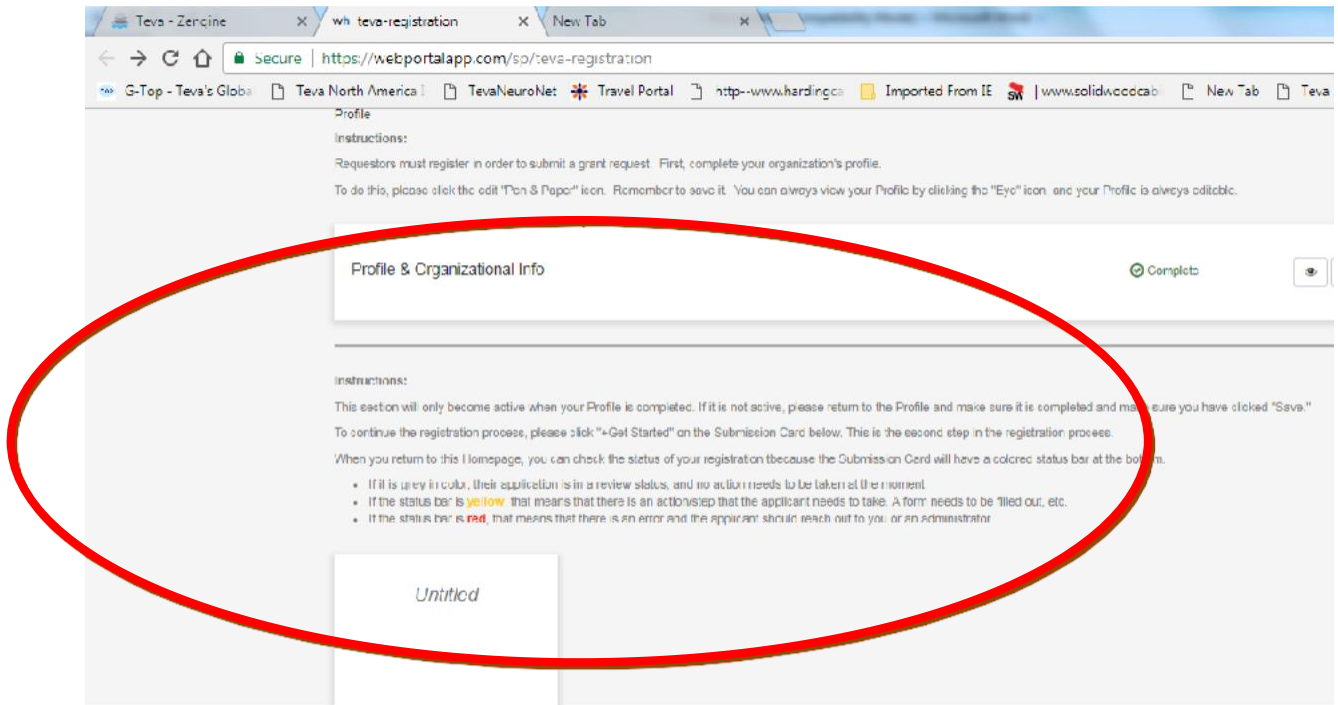 Teva - Zengine
wh teva-registration
New Tab
Secure | https://webportalapp.com/sp/teva-registration
G-Top - Teva's Globa
Teva North America I
TevaNeuroNet
Travel Portal
http--www.hardingca
Imported From IE
SW | www.solidwoodcab
New Tab
Teva
Profile
Instructions:
Requestors must register in order to submit a grant request. First, complete your organization's profile.
To do this, please click the edit "Pen & Paper" icon. Remember to save it. You can always view your Profile by clicking the "Eye" icon, and your Profile is always editable.
Profile & Organizational Info
Complete
Instructions:
This section will only become active when your Profile is completed. If it is not active, please return to the Profile and make sure it is completed and make sure you have clicked "Save."
To continue the registration process, please click "+Get Started" on the Submission Card below. This is the second step in the registration process.
When you return to this Homepage, you can check the status of your registration tbecause the Submission Card will have a colored status bar at the bottom.
• If it is grey in color, their application is in a review status, and no action needs to be taken at the moment
• If the status bar is yellow, that means that there is an action/step that the applicant needs to take. A form needs to be filled out, etc.
• If the status bar is red, that means that there is an error and the applicant should reach out to you or an administrator
Untitled